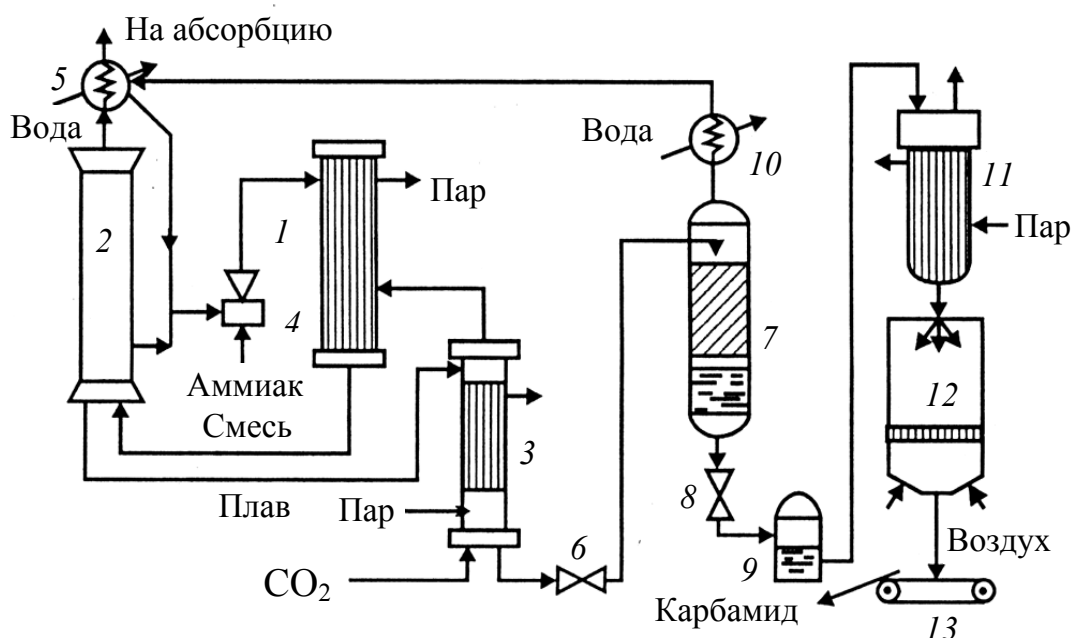 На абсорбцию
5
Вода
Вода
10
11
Пар
1
Пар
2
4
7
Аммиак
Смесь
12
3
8
Плав
Пар
6
Воздух
9
CO₂
Карбамид
13